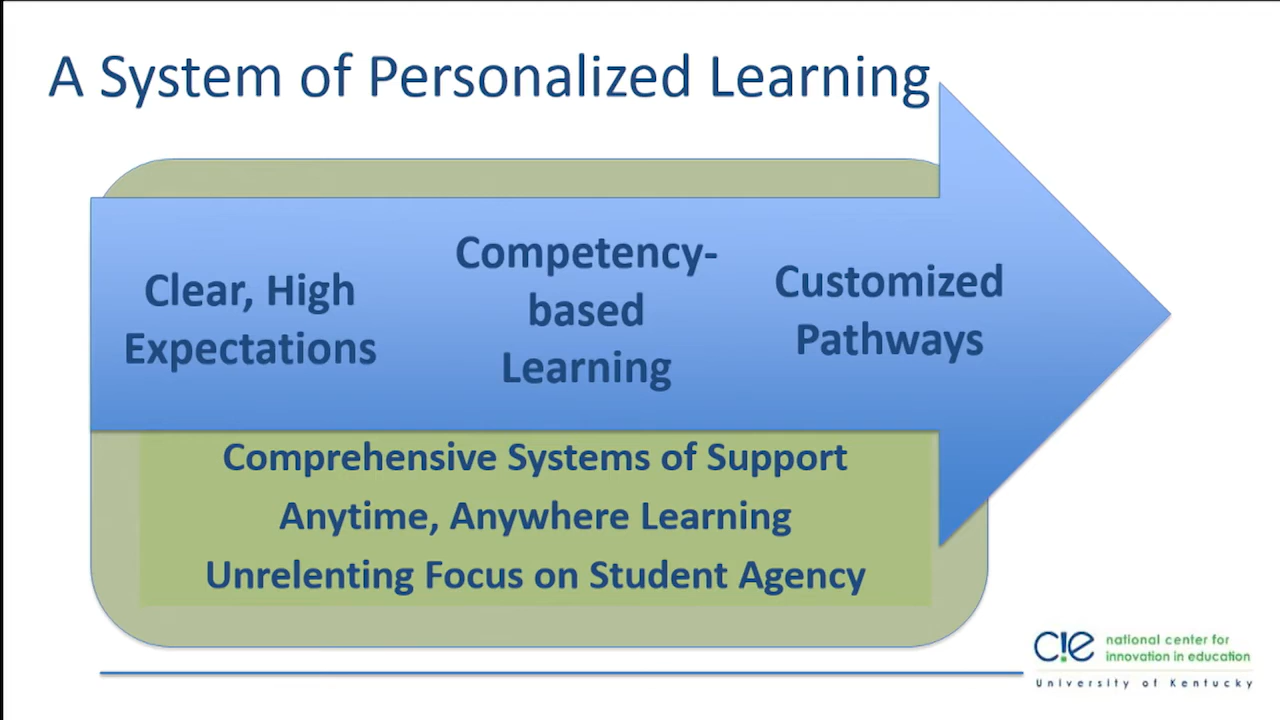 A System of Personalized Learning
Clear, High
Expectations
Competency-
based
Learning
Customized
Pathways
Comprehensive Systems of Support
Anytime, Anywhere Learning
Unrelenting Focus on Student Agency
c!e national center for
innovation in education
University of Kentucky